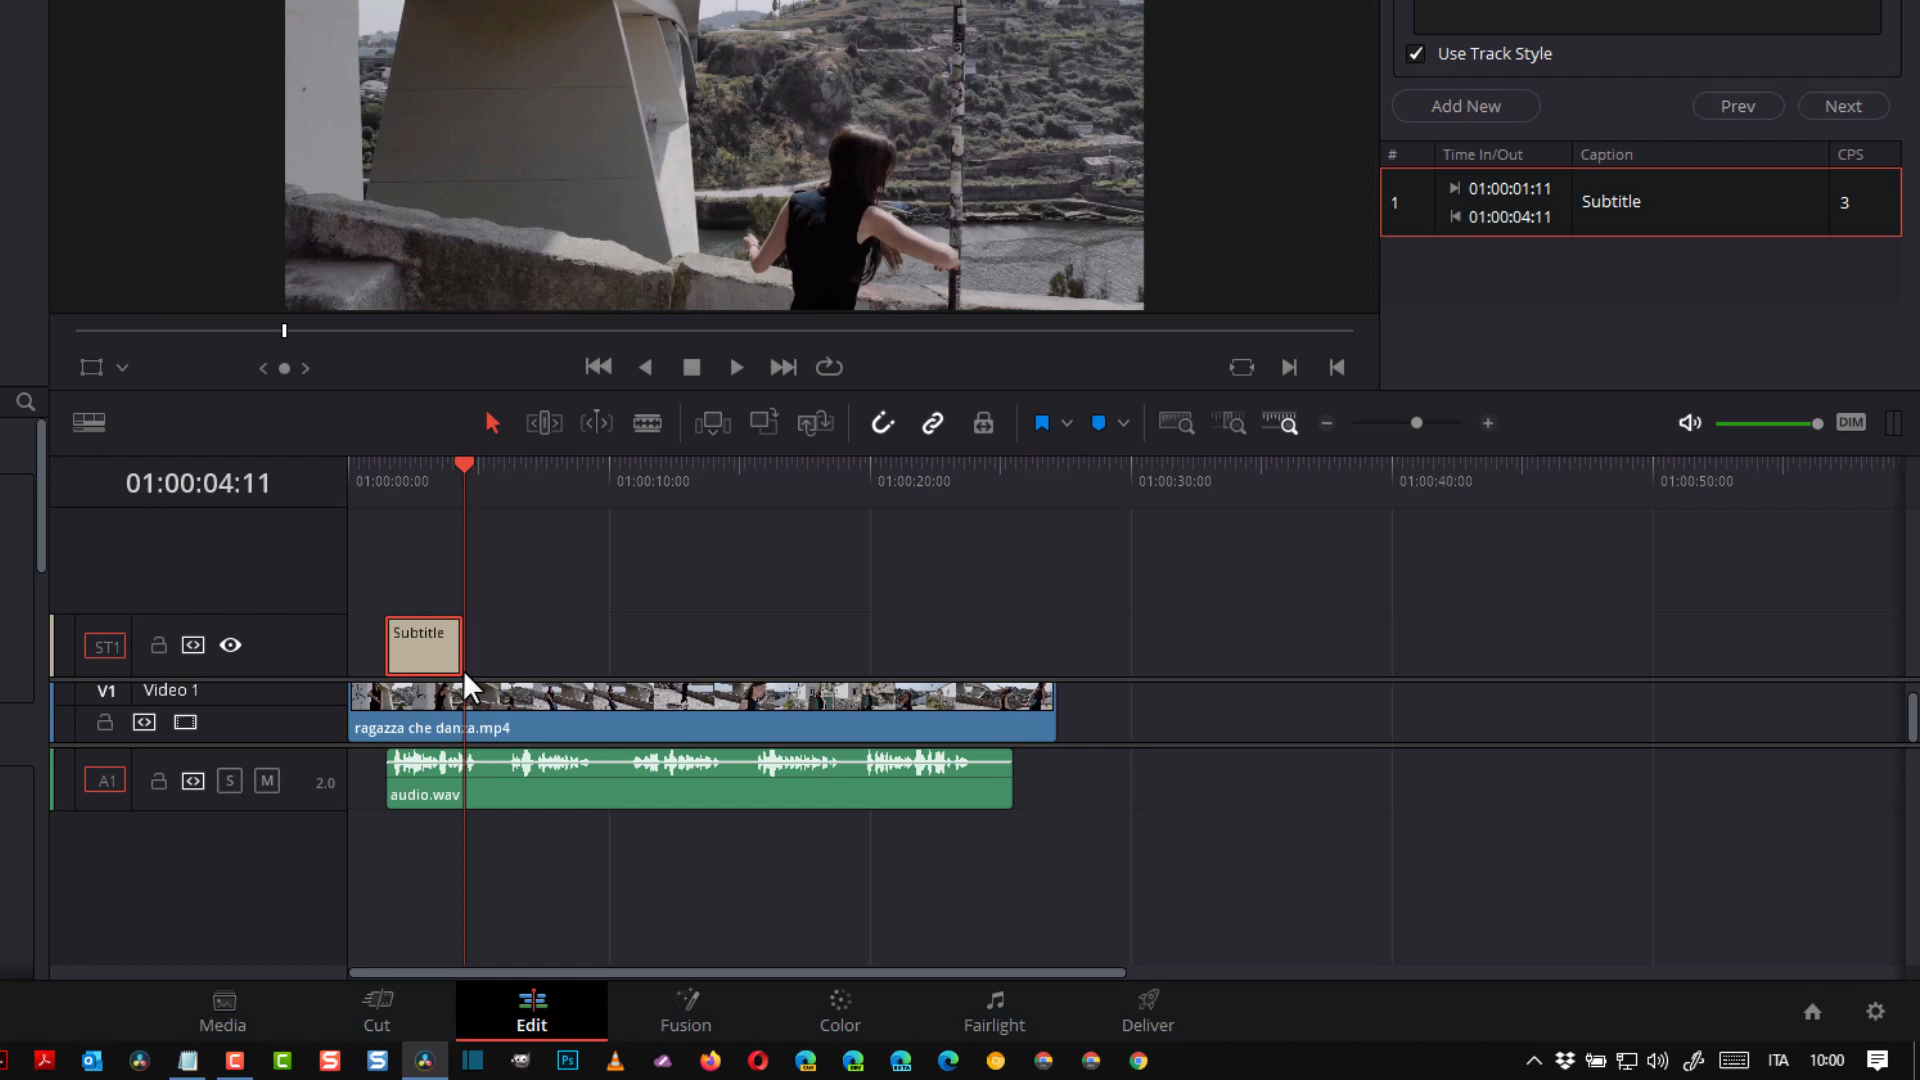 Use Track Style
Add New
Prev
Next
# Time In/Out Caption CPS
1 01:00:01:11 Subtitle 3
01:00:04:11
DIM
01:00:04:11
01:00:00:00 01:00:10:00 01:00:20:00 01:00:30:00 01:00:40:00 01:00:50:00
ST1
Subtitle
V1 Video 1
ragazza che danza.mp4
A1 S M 2.0
audio.wav
Media Cut Edit Fusion Color Fairlight Deliver
Ps
CAN
DEV
BETA
ITA 10:00